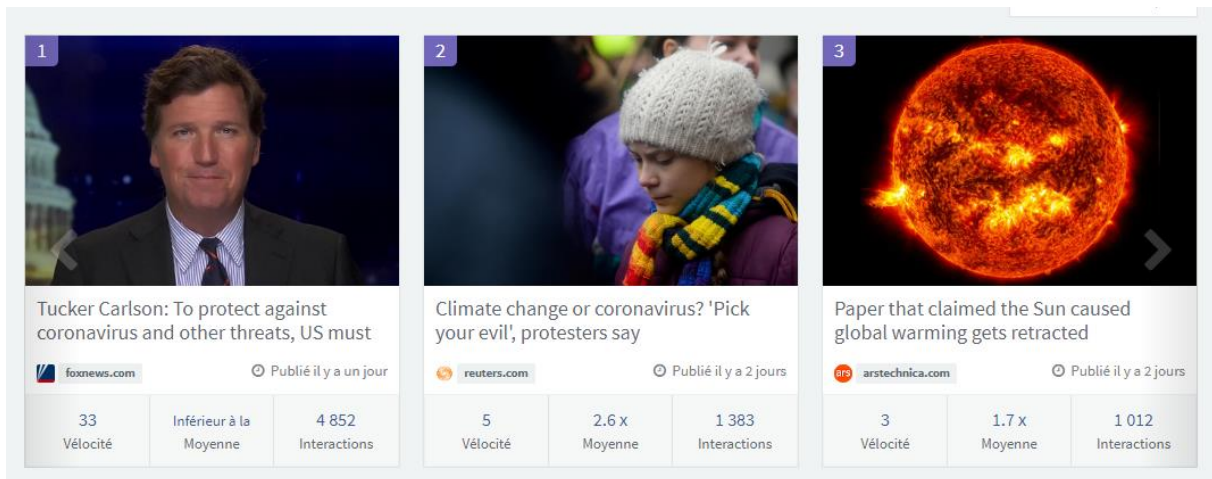 1
Tucker Carlson: To protect against
coronavirus and other threats, US must
foxnews.com
Publié il y a un jour
33
Vélocité
Inférieur à la
Moyenne
4 852
Interactions
2
Climate change or coronavirus? 'Pick
your evil', protesters say
reuters.com
Publié il y a 2 jours
5
Vélocité
2.6 x
Moyenne
1 383
Interactions
3
Paper that claimed the Sun caused
global warming gets retracted
ars
arstechnica.com
Publié il y a 2 jours
3
Vélocité
1.7 x
Moyenne
1 012
Interactions